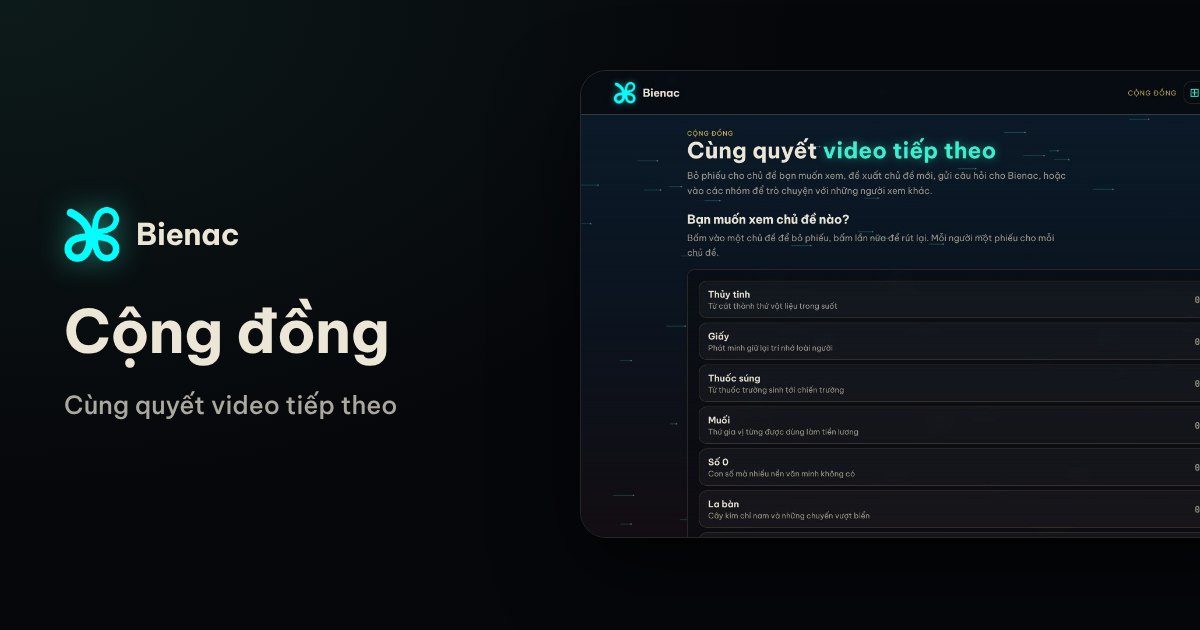 Bienac
Cộng đồng
Cùng quyết video tiếp theo
Bienac
CỘNG ĐỒNG
CỘNG ĐỒNG
Cùng quyết video tiếp theo
Bỏ phiếu cho chủ đề bạn muốn xem, đề xuất chủ đề mới, gửi câu hỏi cho Bienac, hoặc
vào các nhóm để trò chuyện với những người xem khác.
Bạn muốn xem chủ đề nào?
Bấm vào một chủ đề để bỏ phiếu, bấm lần nữa để rút lại. Mỗi người một phiếu cho mỗi
chủ đề.
Thủy tinh
0
Từ cát thành thứ vật liệu trong suốt
Giấy
0
Phát minh giữ lại trí nhớ loài người
Thuốc súng
0
Từ thuốc trường sinh tới chiến trường
Muối
0
Thứ gia vị từng được dùng làm tiền lương
Số 0
0
Con số mà nhiều nền văn minh không có
La bàn
0
Cây kim chỉ nam và những chuyến vượt biển